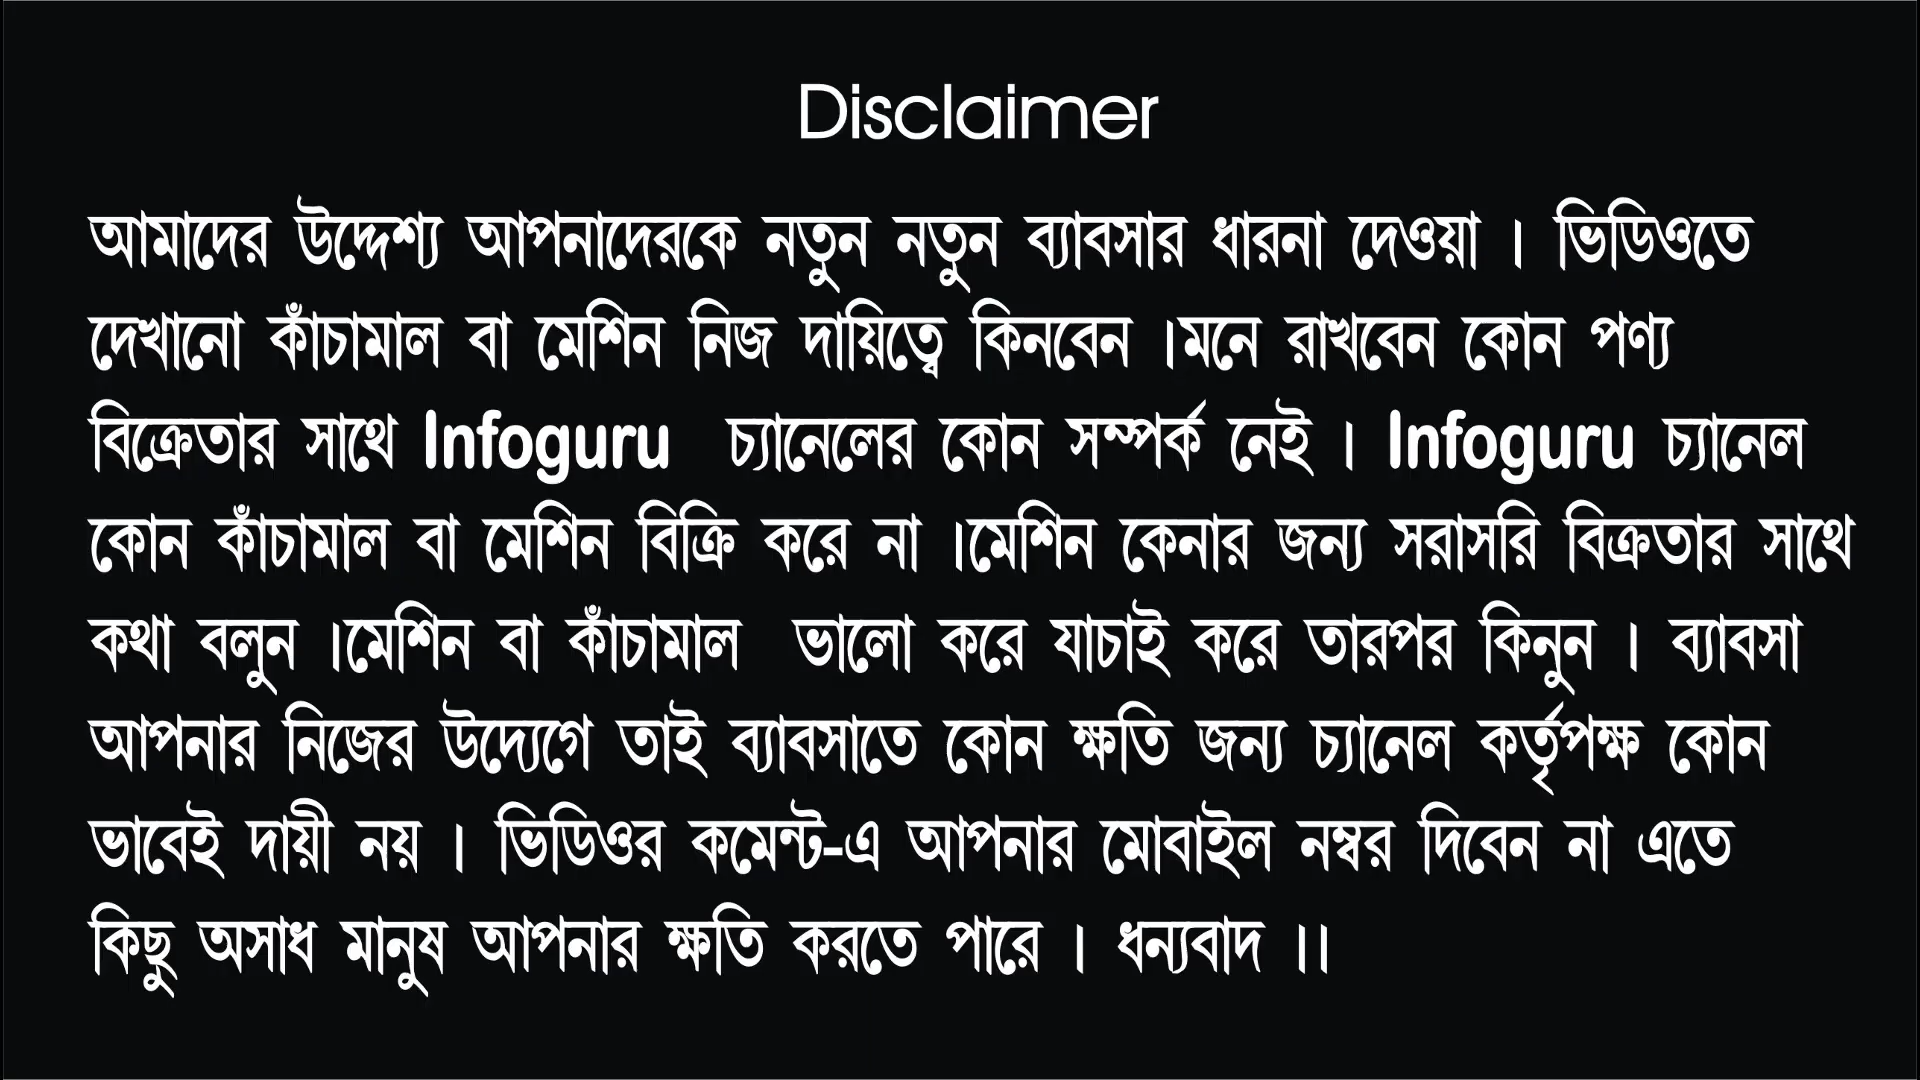 Disclaimer
আমাদের উদ্দেশ্য আপনাদেরকে নতুন নতুন ব্যাবসার ধারনা দেওয়া । ভিডিওতে
দেখানো কাঁচামাল বা মেশিন নিজ দায়িত্বে কিনবেন ।মনে রাখবেন কোন পণ্য
বিক্রেতার সাথে Infoguru চ্যানেলের কোন সম্পর্ক নেই । Infoguru চ্যানেল
কোন কাঁচামাল বা মেশিন বিক্রি করে না ।মেশিন কেনার জন্য সরাসরি বিক্রতার সাথে
কথা বলুন ।মেশিন বা কাঁচামাল ভালো করে যাচাই করে তারপর কিনুন । ব্যাবসা
আপনার নিজের উদ্যেগে তাই ব্যাবসাতে কোন ক্ষতি জন্য চ্যানেল কর্তৃপক্ষ কোন
ভাবেই দায়ী নয় । ভিডিওর কমেন্ট-এ আপনার মোবাইল নম্বর দিবেন না এতে
কিছু অসাধ মানুষ আপনার ক্ষতি করতে পারে । ধন্যবাদ ।।